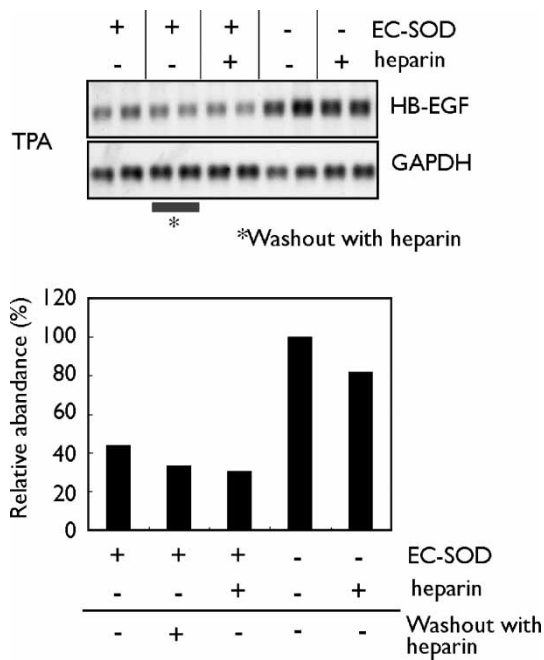 + + + - - EC-SOD
- - + - + heparin
HB-EGF
TPA
GAPDH
*
*Washout with heparin
Relative abandance (%)
120
100
80
60
40
20
0
+ + + - - EC-SOD
- - + - + heparin
- + - - - Washout with
heparin